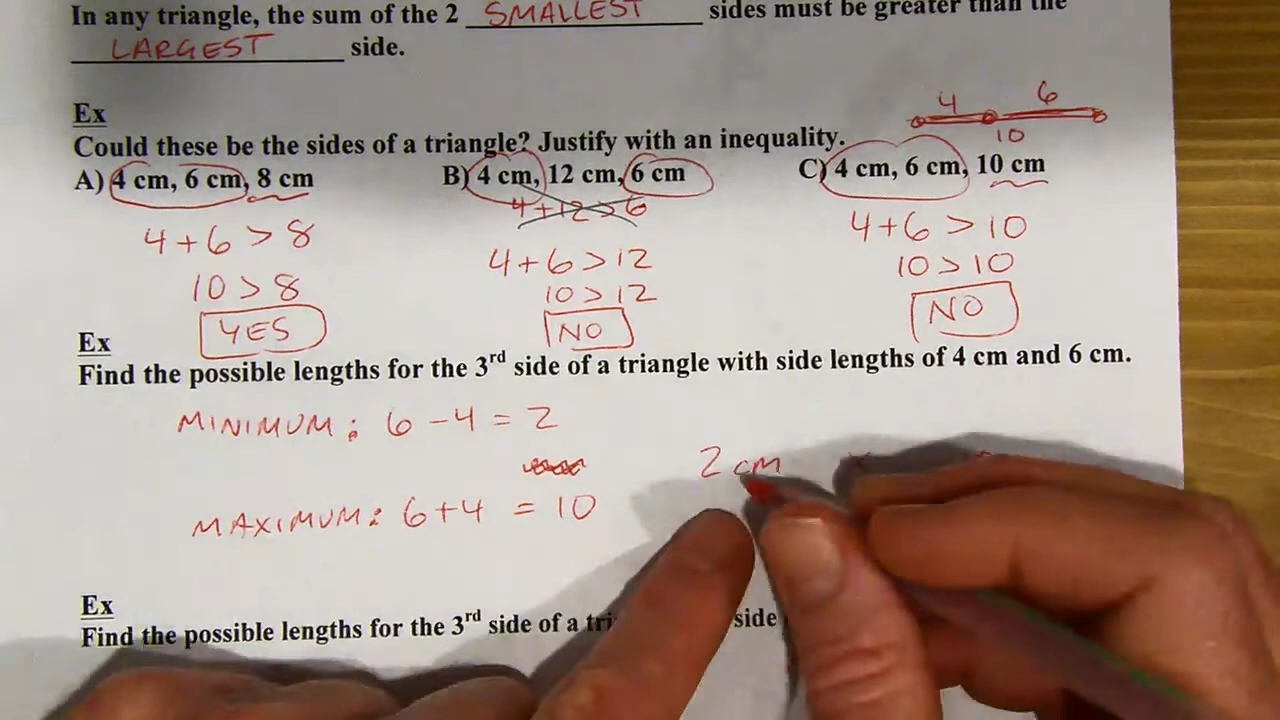 In any triangle, the sum of the 2 SMALLEST sides must be greater than the
LARGEST side.
Ex
4 6
10
Could these be the sides of a triangle? Justify with an inequality.
A) 4 cm, 6 cm, 8 cm B) 4 cm, 12 cm, 6 cm C) 4 cm, 6 cm, 10 cm
4+12>6
4+6>8 4+6>12 4+6>10
10>8 10>12 10>10
YES NO NO
Ex
Find the possible lengths for the 3rd side of a triangle with side lengths of 4 cm and 6 cm.
MINIMUM: 6-4=2
2 cm
MAXIMUM: 6+4 = 10
Ex
Find the possible lengths for the 3rd side of a side